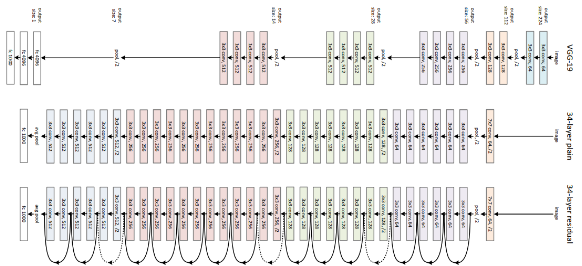 output size: 224
output size: 112
output size: 56
output size: 28
output size: 14
output size: 7
output size: 1
VGG-19
image
3x3 conv, 64
3x3 conv, 64
pool, /2
3x3 conv, 128
3x3 conv, 128
pool, /2
3x3 conv, 256
3x3 conv, 256
3x3 conv, 256
3x3 conv, 256
pool, /2
3x3 conv, 512
3x3 conv, 512
3x3 conv, 512
3x3 conv, 512
pool, /2
3x3 conv, 512
3x3 conv, 512
3x3 conv, 512
3x3 conv, 512
pool, /2
fc 4096
fc 4096
fc 1000
34-layer plain
image
7x7 conv, 64, /2
pool, /2
3x3 conv, 64
3x3 conv, 64
3x3 conv, 64
3x3 conv, 64
3x3 conv, 64
3x3 conv, 64
3x3 conv, 128, /2
3x3 conv, 128
3x3 conv, 128
3x3 conv, 128
3x3 conv, 128
3x3 conv, 128
3x3 conv, 128
3x3 conv, 128
3x3 conv, 256, /2
3x3 conv, 256
3x3 conv, 256
3x3 conv, 256
3x3 conv, 256
3x3 conv, 256
3x3 conv, 256
3x3 conv, 256
3x3 conv, 256
3x3 conv, 256
3x3 conv, 256
3x3 conv, 256
3x3 conv, 512, /2
3x3 conv, 512
3x3 conv, 512
3x3 conv, 512
3x3 conv, 512
3x3 conv, 512
avg pool
fc 1000
34-layer residual
image
7x7 conv, 64, /2
pool, /2
3x3 conv, 64
3x3 conv, 64
3x3 conv, 64
3x3 conv, 64
3x3 conv, 64
3x3 conv, 64
3x3 conv, 128, /2
3x3 conv, 128
3x3 conv, 128
3x3 conv, 128
3x3 conv, 128
3x3 conv, 128
3x3 conv, 128
3x3 conv, 128
3x3 conv, 256, /2
3x3 conv, 256
3x3 conv, 256
3x3 conv, 256
3x3 conv, 256
3x3 conv, 256
3x3 conv, 256
3x3 conv, 256
3x3 conv, 256
3x3 conv, 256
3x3 conv, 256
3x3 conv, 256
3x3 conv, 512, /2
3x3 conv, 512
3x3 conv, 512
3x3 conv, 512
3x3 conv, 512
3x3 conv, 512
avg pool
fc 1000